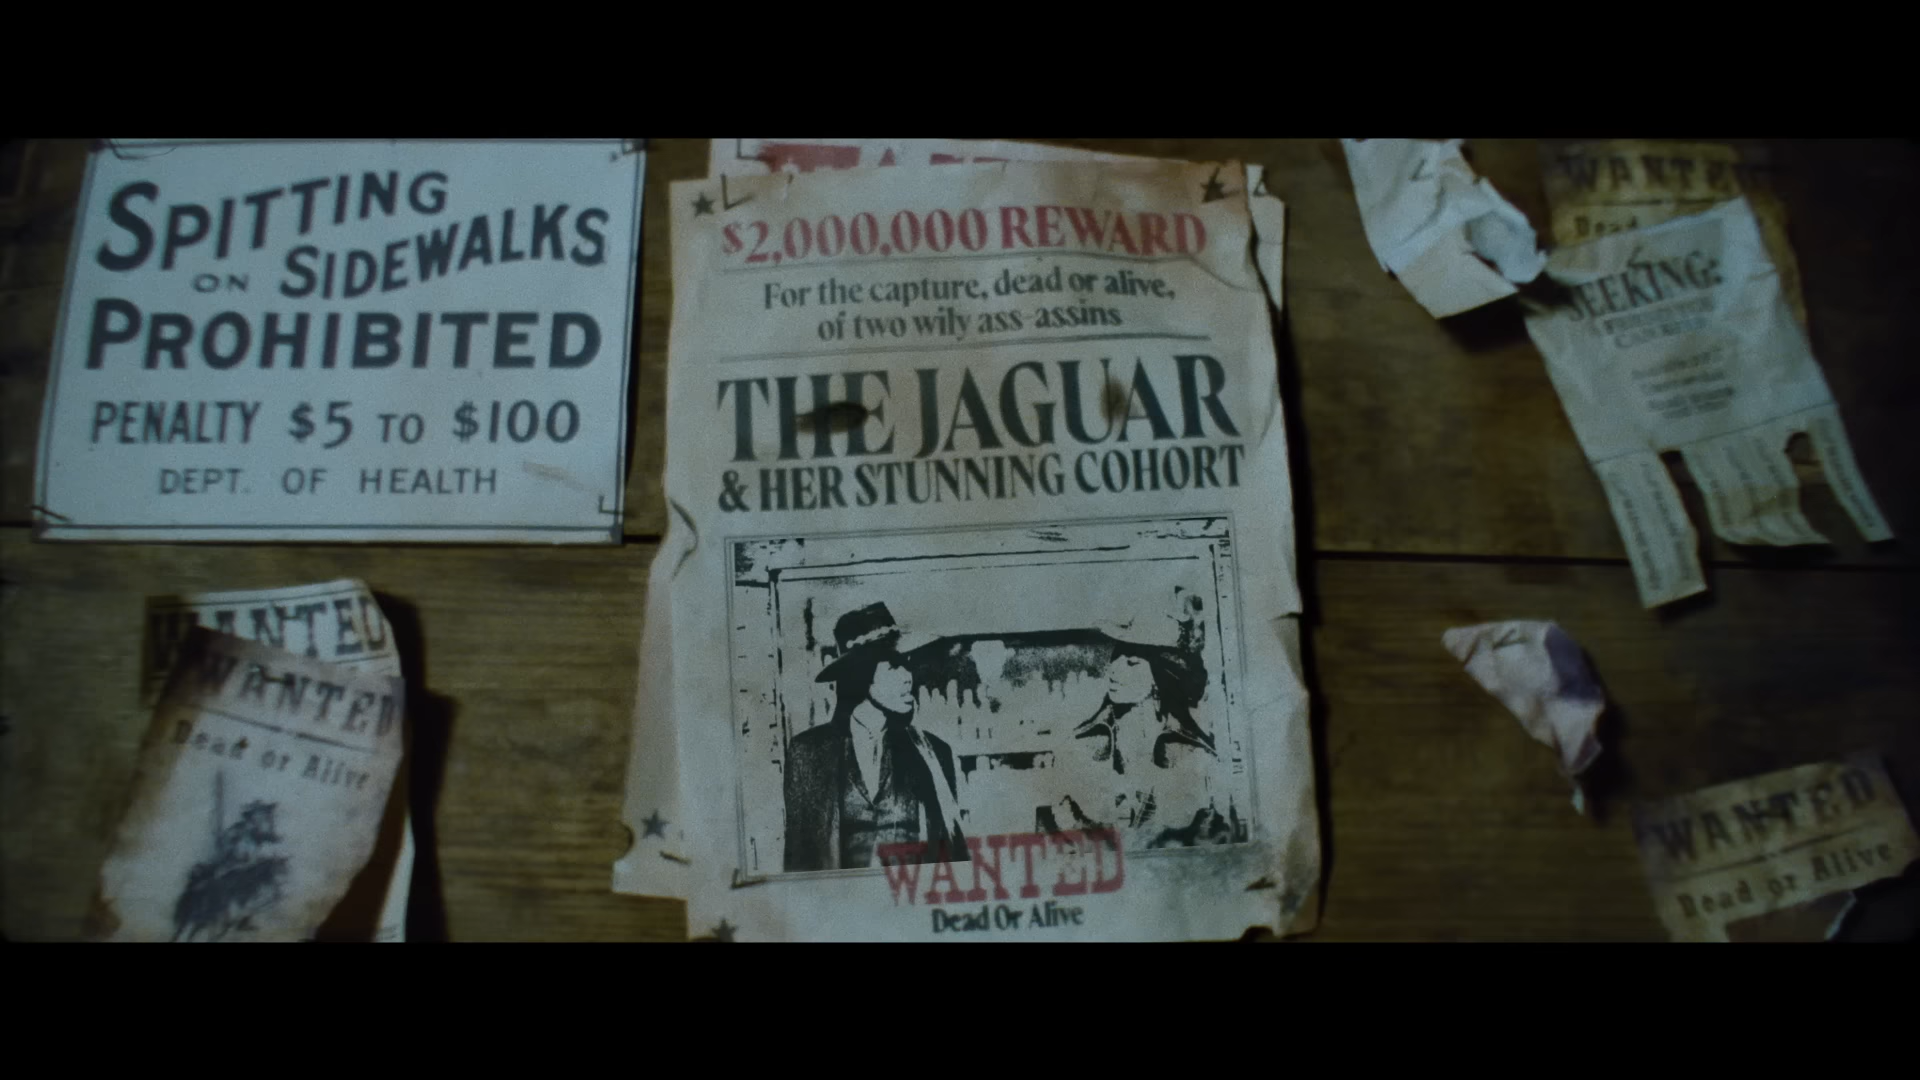 SPITTING
ON SIDEWALKS
PROHIBITED
PENALTY $5 TO $100
DEPT. OF HEALTH
$2,000,000 REWARD
For the capture, dead or alive,
of two wily ass-assins
THE JAGUAR
& HER STUNNING COHORT
WANTED
Dead Or Alive
WANTED
Dead
SEEKING:
WANTED
WANTED
Dead or Alive
WANTED
Dead or Alive